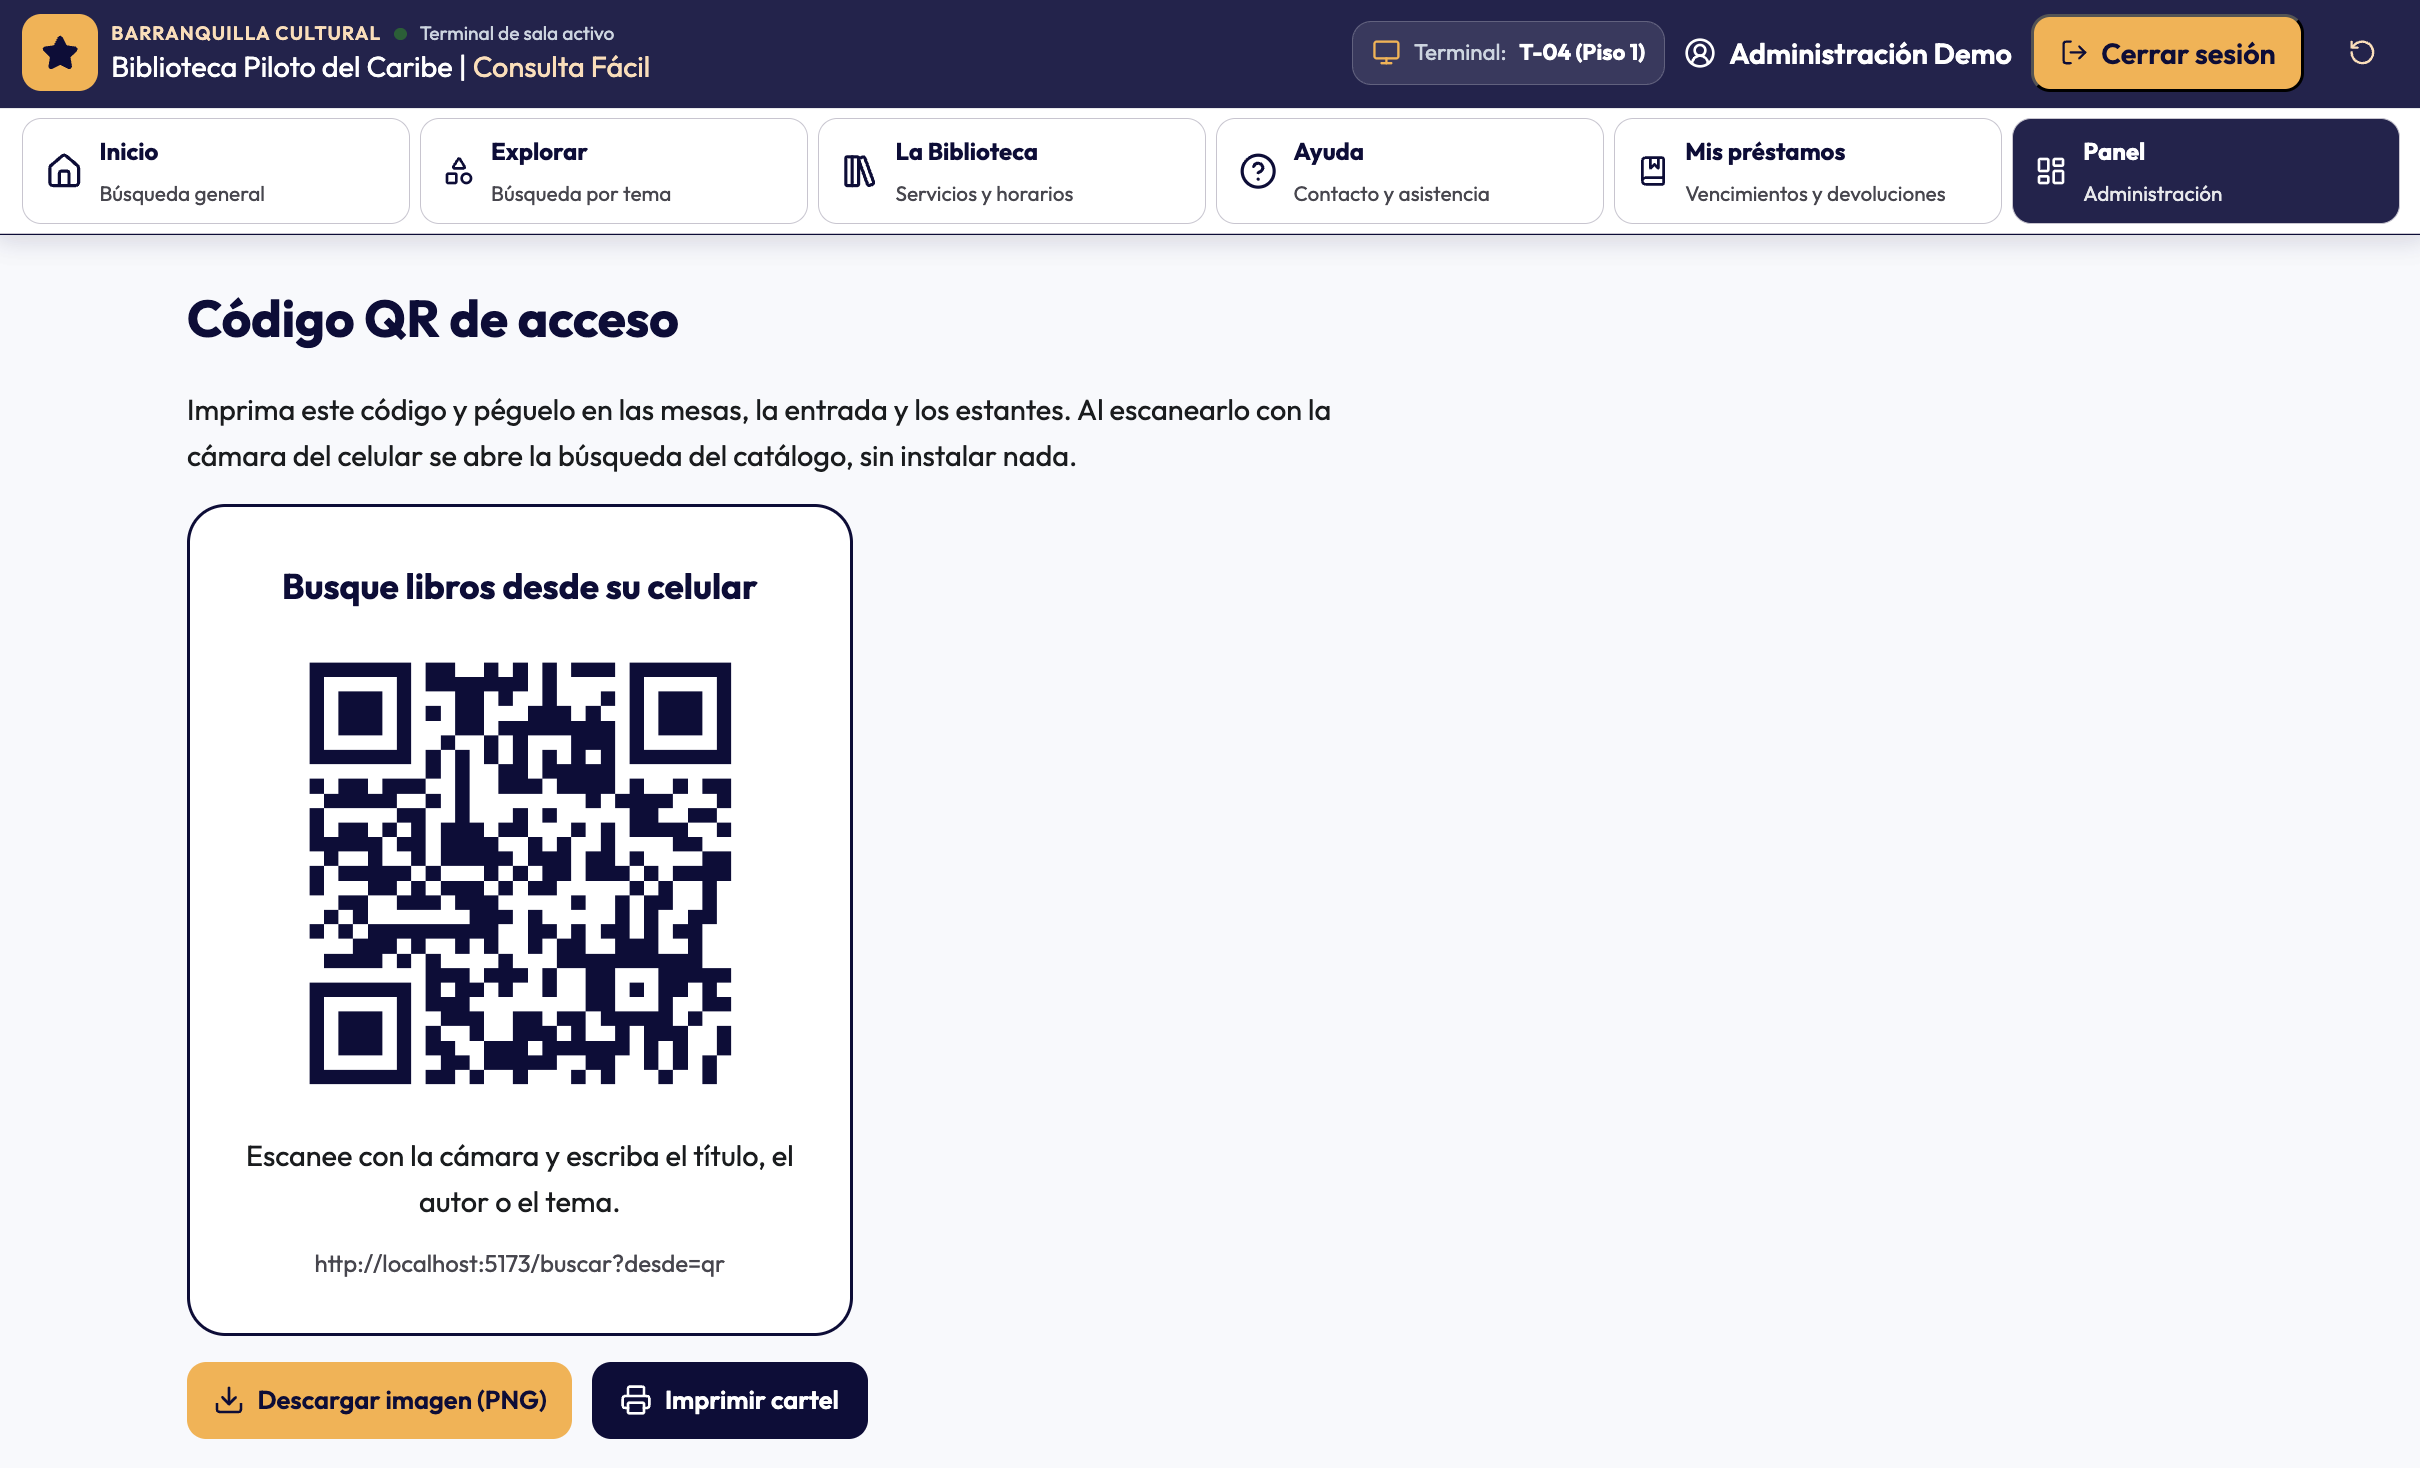 BARRANQUILLA CULTURAL Terminal de sala activo
Biblioteca Piloto del Caribe | Consulta Fácil
Terminal: T-04 (Piso 1)
Administración Demo
Cerrar sesión
Inicio
Búsqueda general
Explorar
Búsqueda por tema
La Biblioteca
Servicios y horarios
Ayuda
Contacto y asistencia
Mis préstamos
Vencimientos y devoluciones
Panel
Administración
Código QR de acceso
Imprima este código y péguelo en las mesas, la entrada y los estantes. Al escanearlo con la
cámara del celular se abre la búsqueda del catálogo, sin instalar nada.
Busque libros desde su celular
Escanee con la cámara y escriba el título, el
autor o el tema.
http://localhost:5173/buscar?desde=qr
Descargar imagen (PNG)
Imprimir cartel